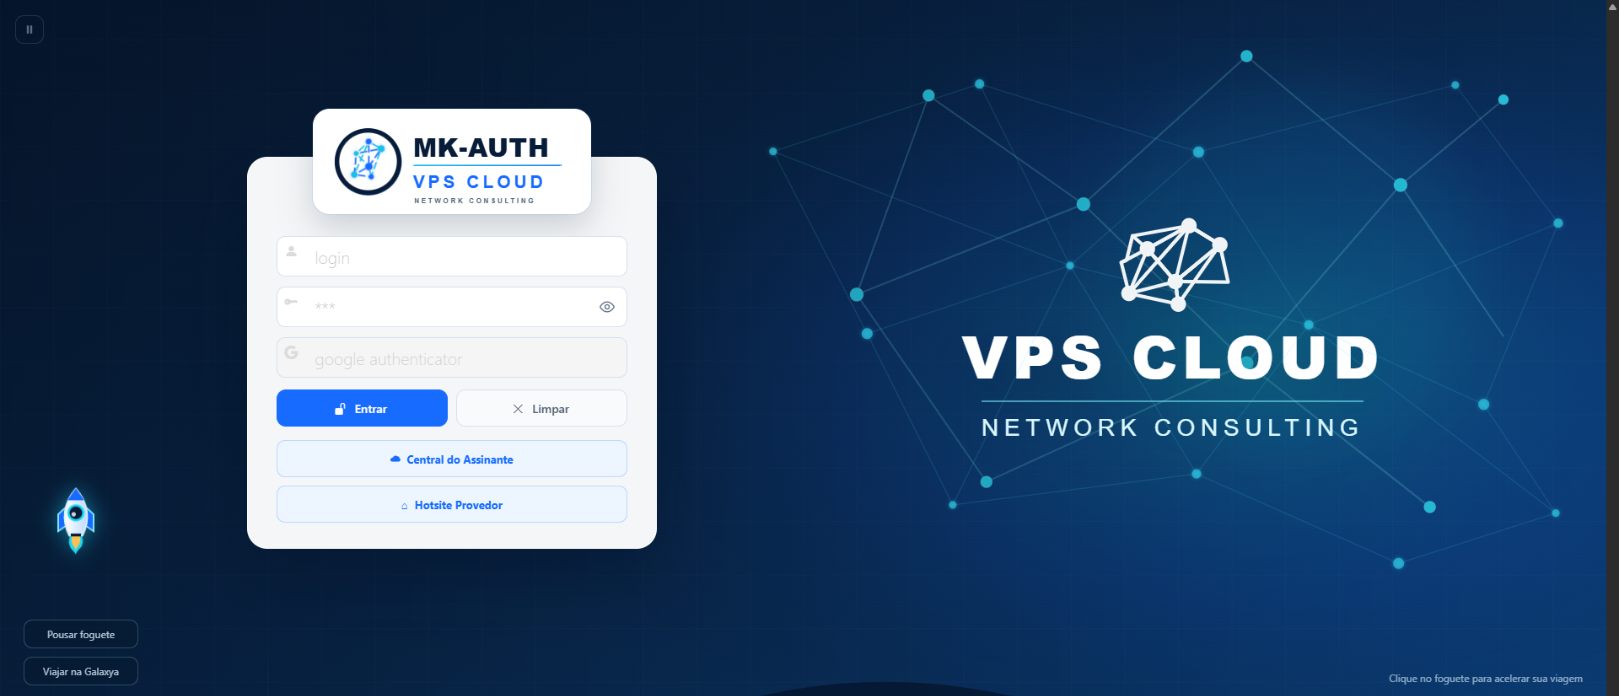 MK-AUTH
VPS CLOUD
NETWORK CONSULTING
login
***
google authenticator
Entrar
Limpar
Central do Assinante
Hotsite Provedor
VPS CLOUD
NETWORK CONSULTING
Pousar foguete
Viajar na Galaxya
Clique no foguete para acelerar sua viagem